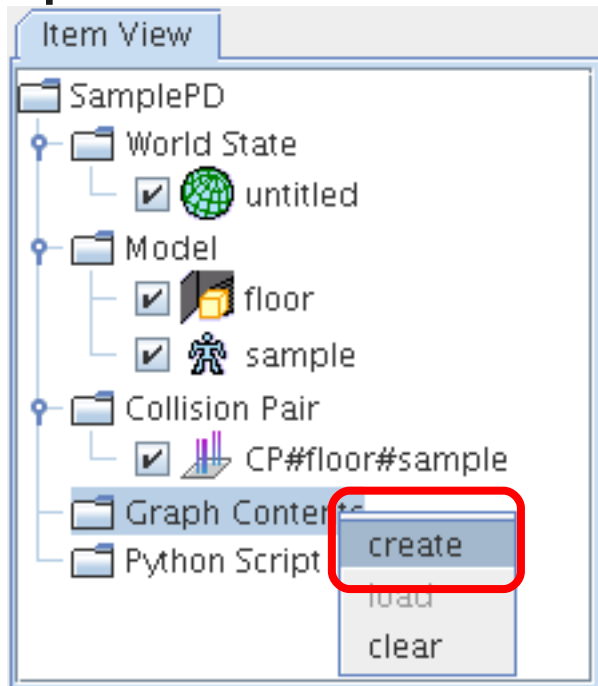 Item View
SamplePD
World State
untitled
Model
floor
sample
Collision Pair
CP#floor#sample
Graph Contents
create
Python Script
load
clear